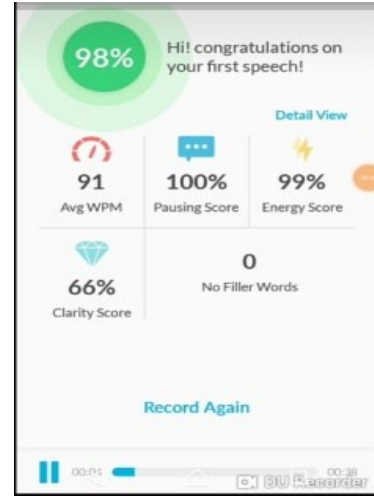 98%
Hi! congratulations on
your first speech!
Detail View
91
Avg WPM
100%
Pausing Score
99%
Energy Score
66%
Clarity Score
0
No Filler Words
Record Again
00:38
DU Recorder